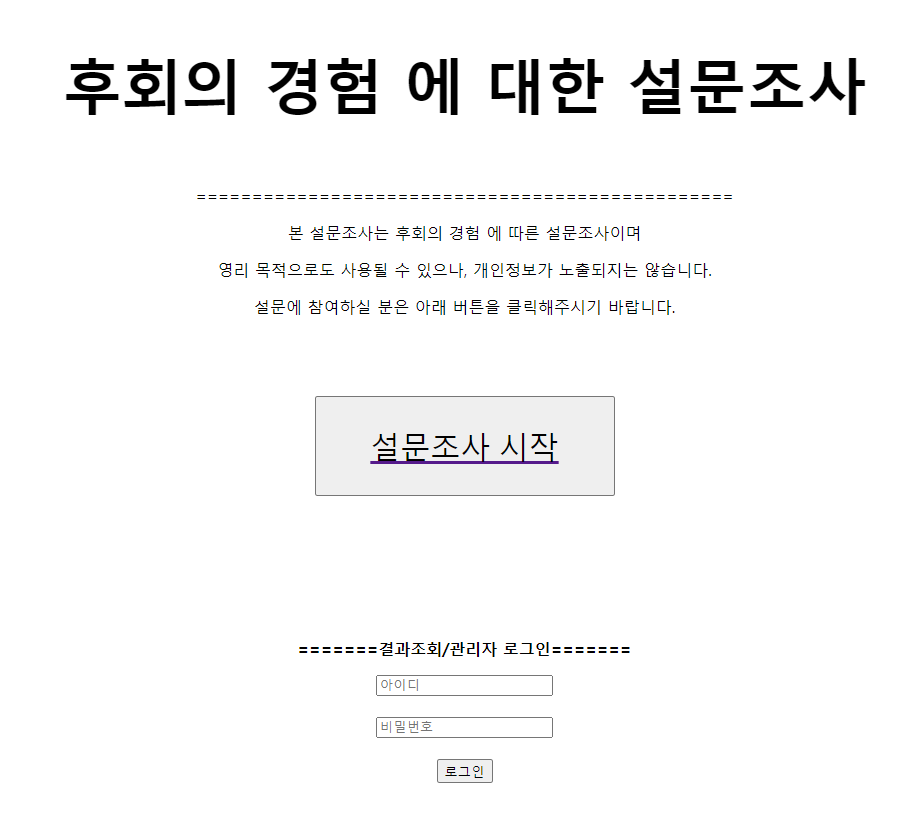 후회의 경험 에 대한 설문조사
================================================
본 설문조사는 후회의 경험 에 따른 설문조사이며
영리 목적으로도 사용될 수 있으나, 개인정보가 노출되지는 않습니다.
설문에 참여하실 분은 아래 버튼을 클릭해주시기 바랍니다.
설문조사 시작
=======결과조회/관리자 로그인=======
아이디
비밀번호
로그인